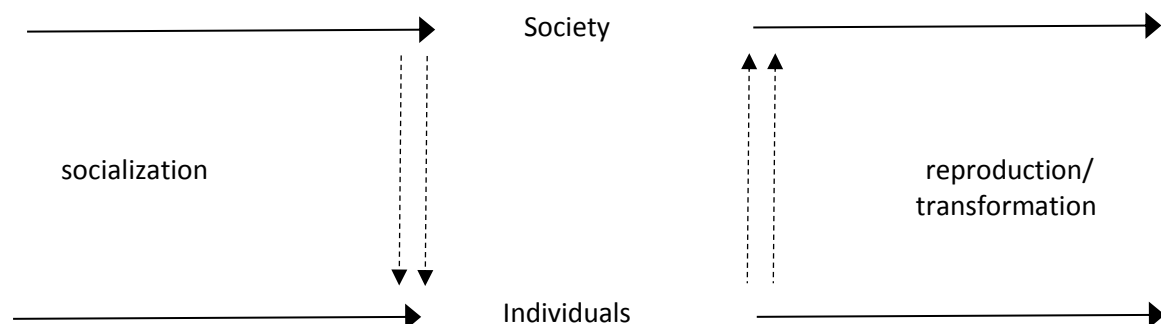 Society
socialization
reproduction/
transformation
Individuals